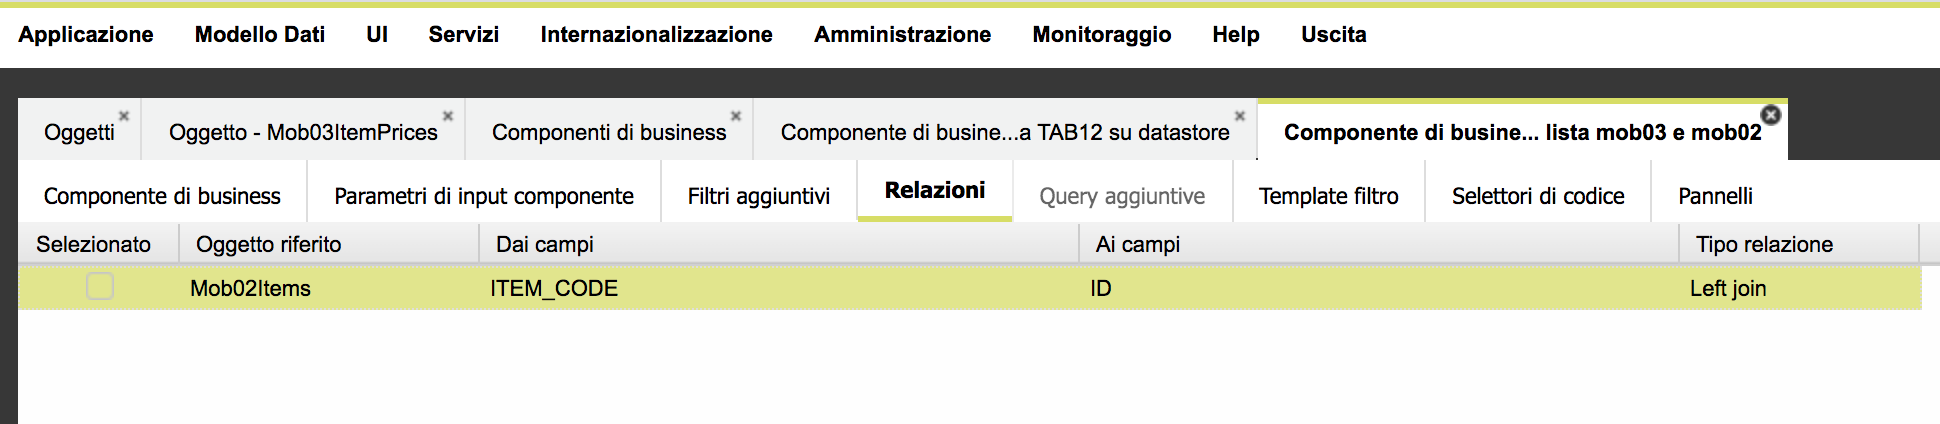 Applicazione Modello Dati UI Servizi Internazionalizzazione Amministrazione Monitoraggio Help Uscita
Oggetti Oggetto - Mob03ItemPrices Componenti di business Componente di busine...a TAB12 su datastore Componente di busine... lista mob03 e mob02
Componente di business Parametri di input componente Filtri aggiuntivi Relazioni Query aggiuntive Template filtro Selettori di codice Pannelli
Selezionato Oggetto riferito Dai campi Ai campi Tipo relazione
Mob02Items ITEM_CODE ID Left join